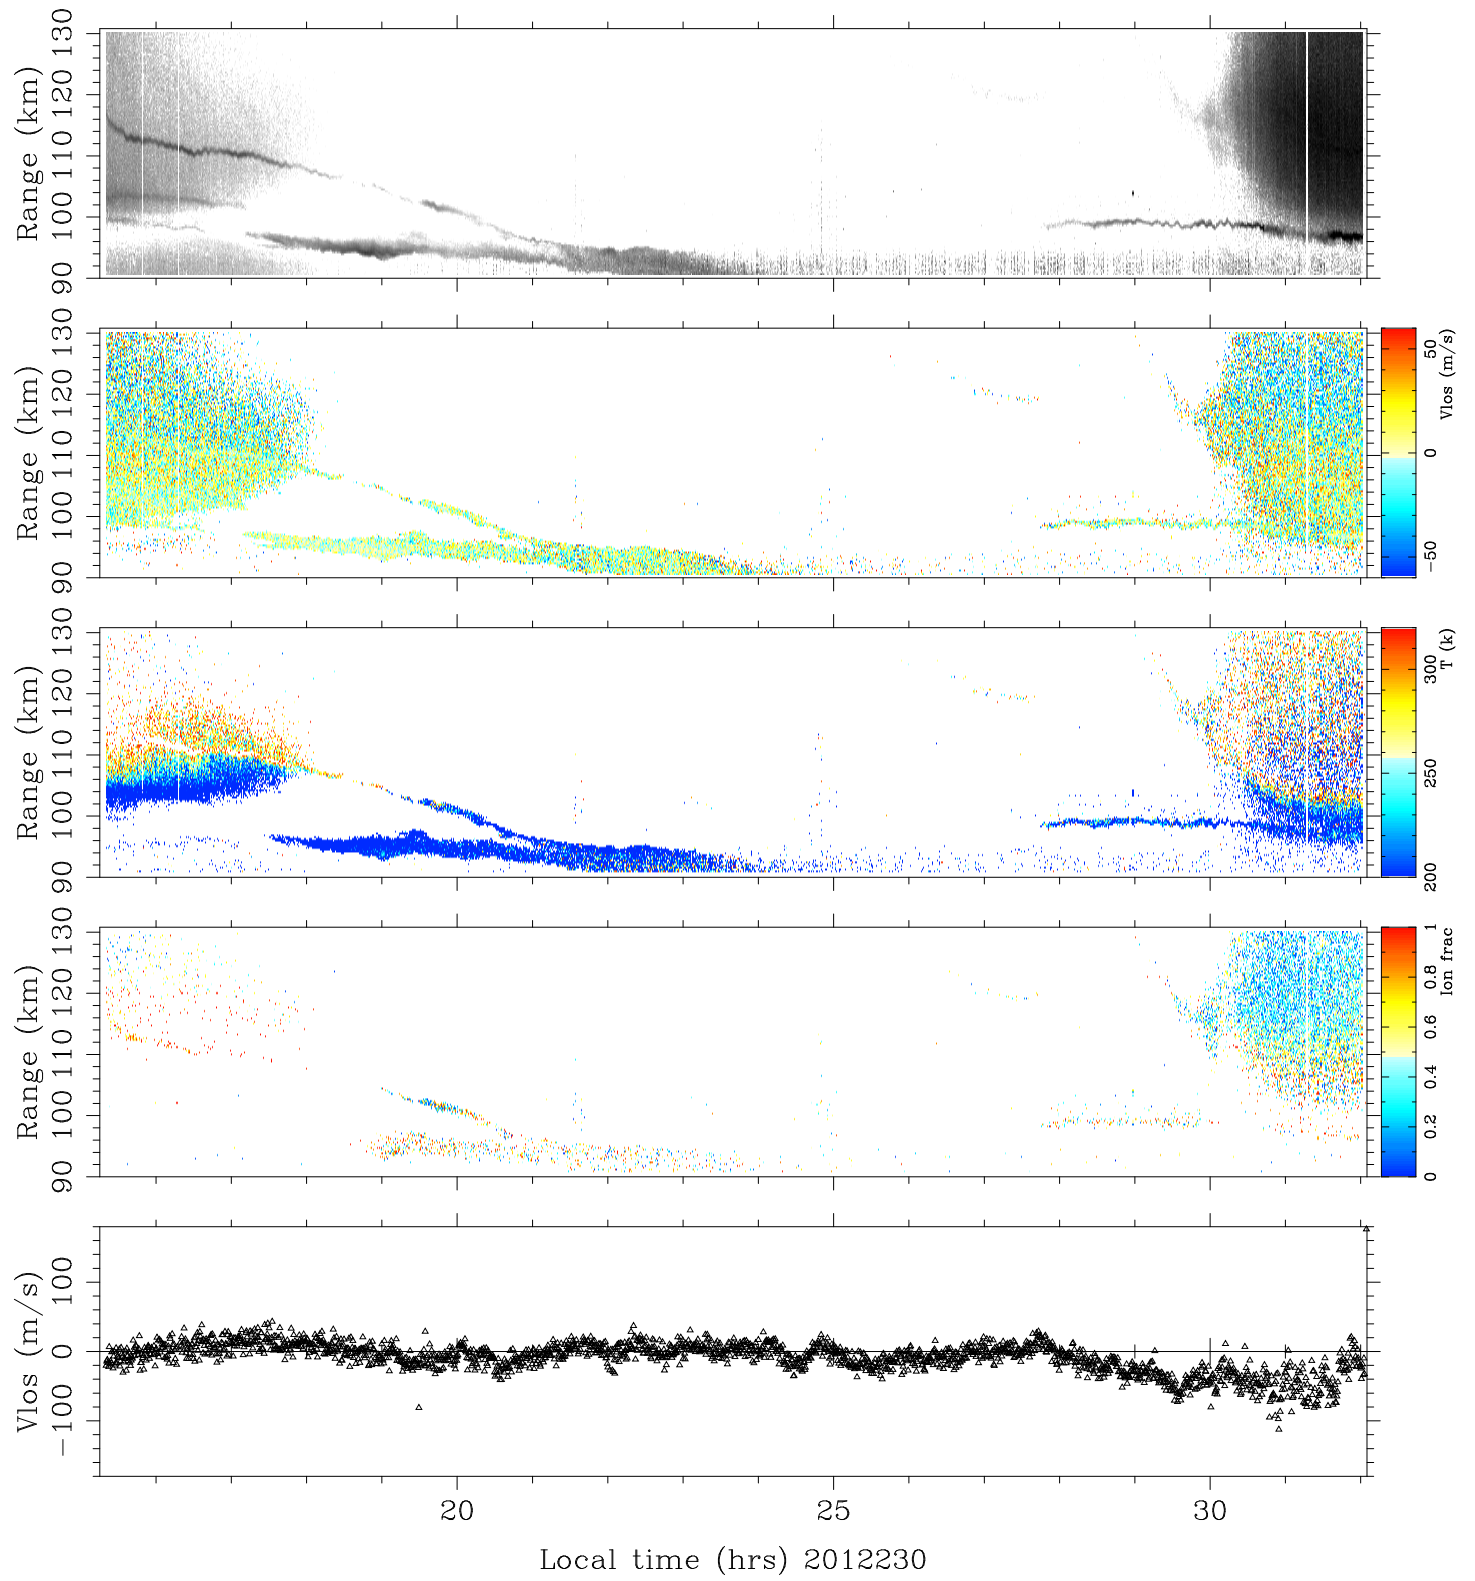 Range (km)
90 100 110 120 130
Range (km)
90 100 110 120 130
−50 0 50
Vlos (m/s)
Range (km)
90 100 110 120 130
200 250 300
T (k)
Range (km)
90 100 110 120 130
0 0.2 0.4 0.6 0.8 1
Ion frac
Vlos (m/s)
−100 0 100
20 25 30
Local time (hrs) 2012230